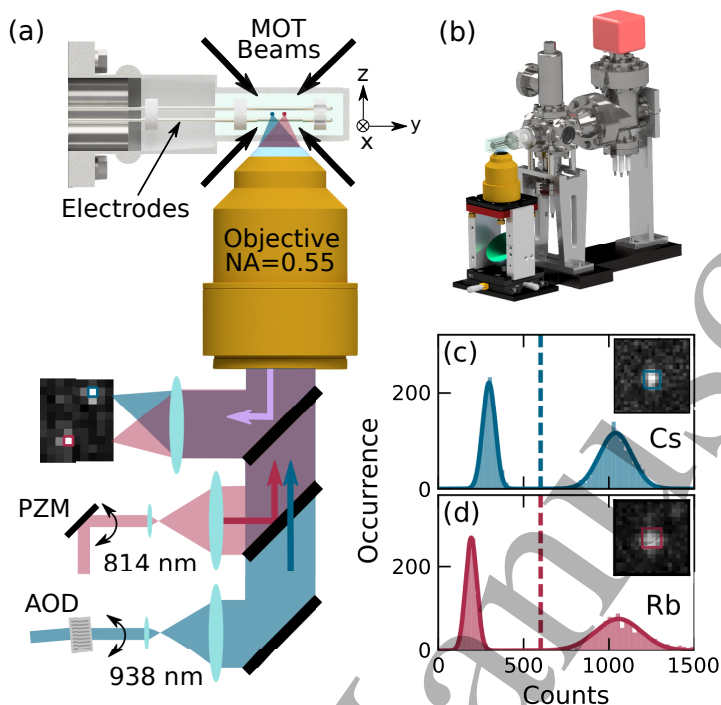 (a)
MOT
Beams
z
y
x
Electrodes
Objective
NA=0.55
PZM
814 nm
AOD
938 nm
(b)
(c)
200
0
Cs
Occurrence
(d)
200
0
Rb
0
500
1000
1500
Counts